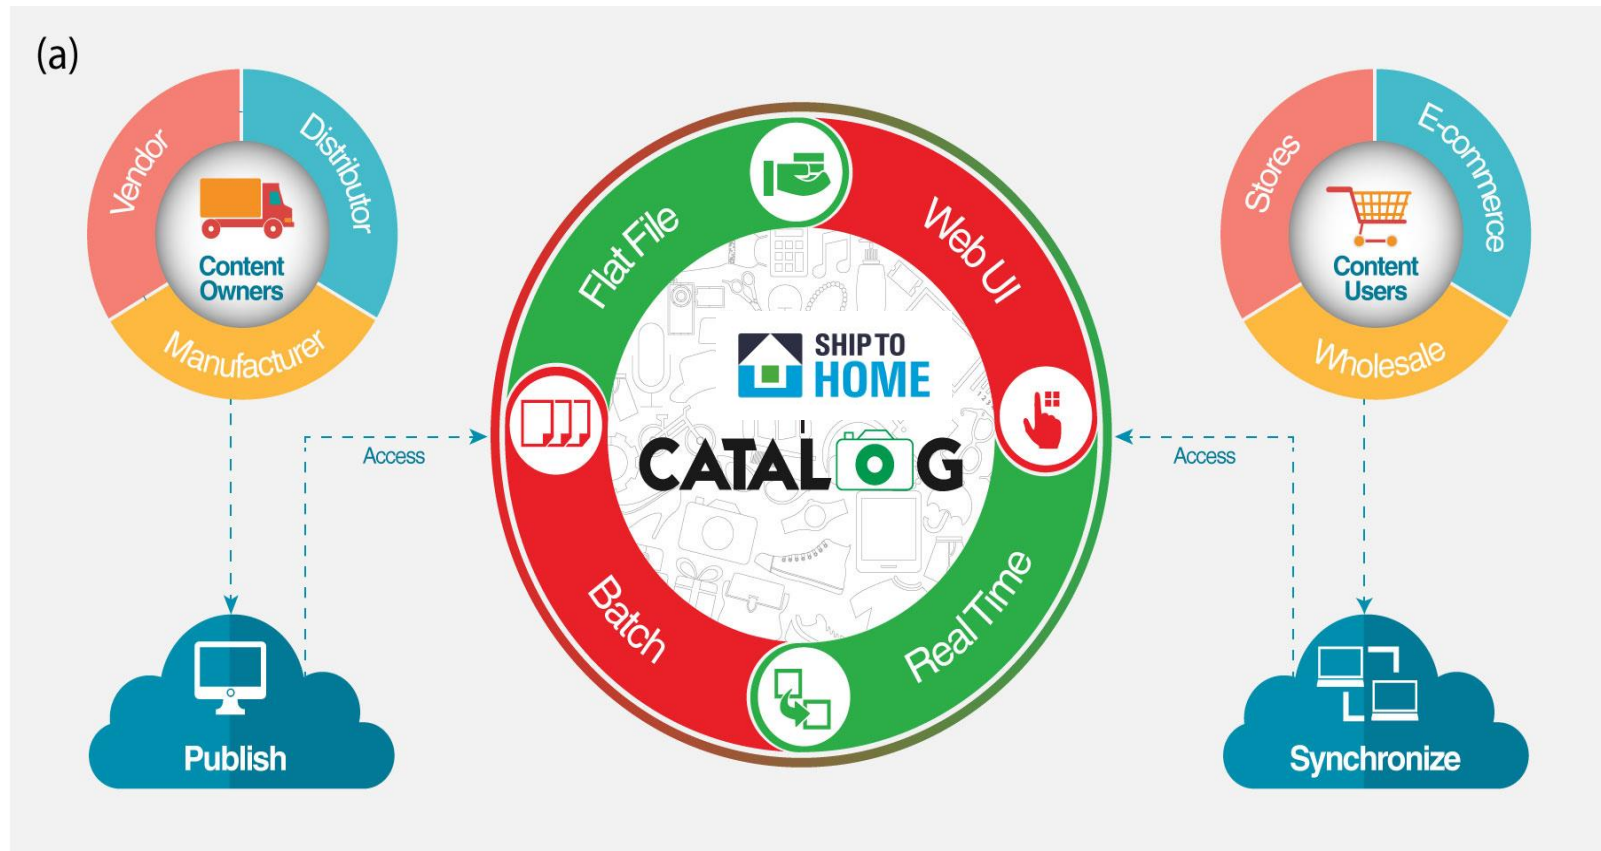 (a)
Vendor
Distributor
Manufacturer
Content
Owners
Access
Publish
Flat File
Web UI
Batch
Real Time
SHIP TO
HOME
CATALOG
Stores
E-commerce
Wholesale
Content
Users
Access
Synchronize